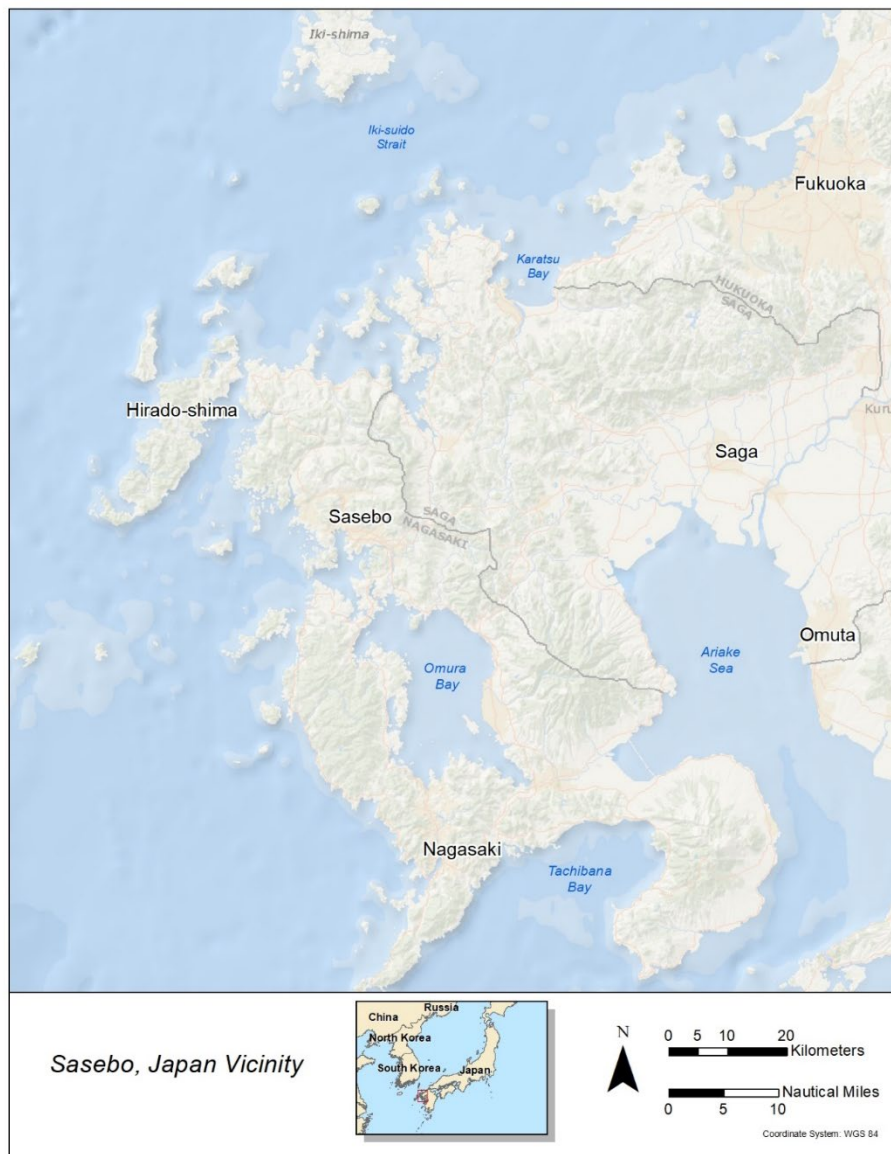 Iki-shima
Iki-suido
Strait
Fukuoka
Karatsu
Bay
HUKUOKA
SAGA
Hirado-shima
Kuru
Saga
Sasebo
SAGA
NAGASAKI
Omuta
Ariake
Sea
Omura
Bay
Nagasaki
Tachibana
Bay
Sasebo, Japan Vicinity
Russia
China
North Korea
South Korea
Japan
N
0 5 10 20
Kilometers
Nautical Miles
0 5 10
Coordinate System: WGS 84